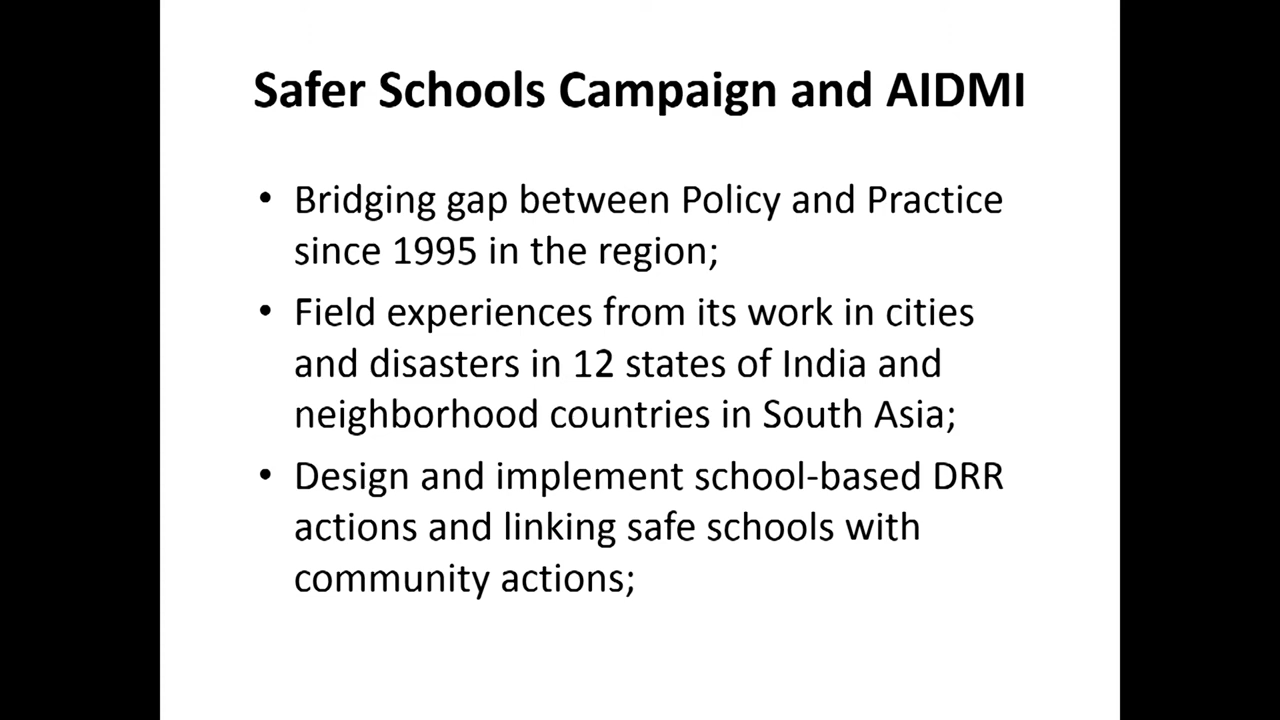 Safer Schools Campaign and AIDMI
• Bridging gap between Policy and Practice
since 1995 in the region;
• Field experiences from its work in cities
and disasters in 12 states of India and
neighborhood countries in South Asia;
• Design and implement school-based DRR
actions and linking safe schools with
community actions;